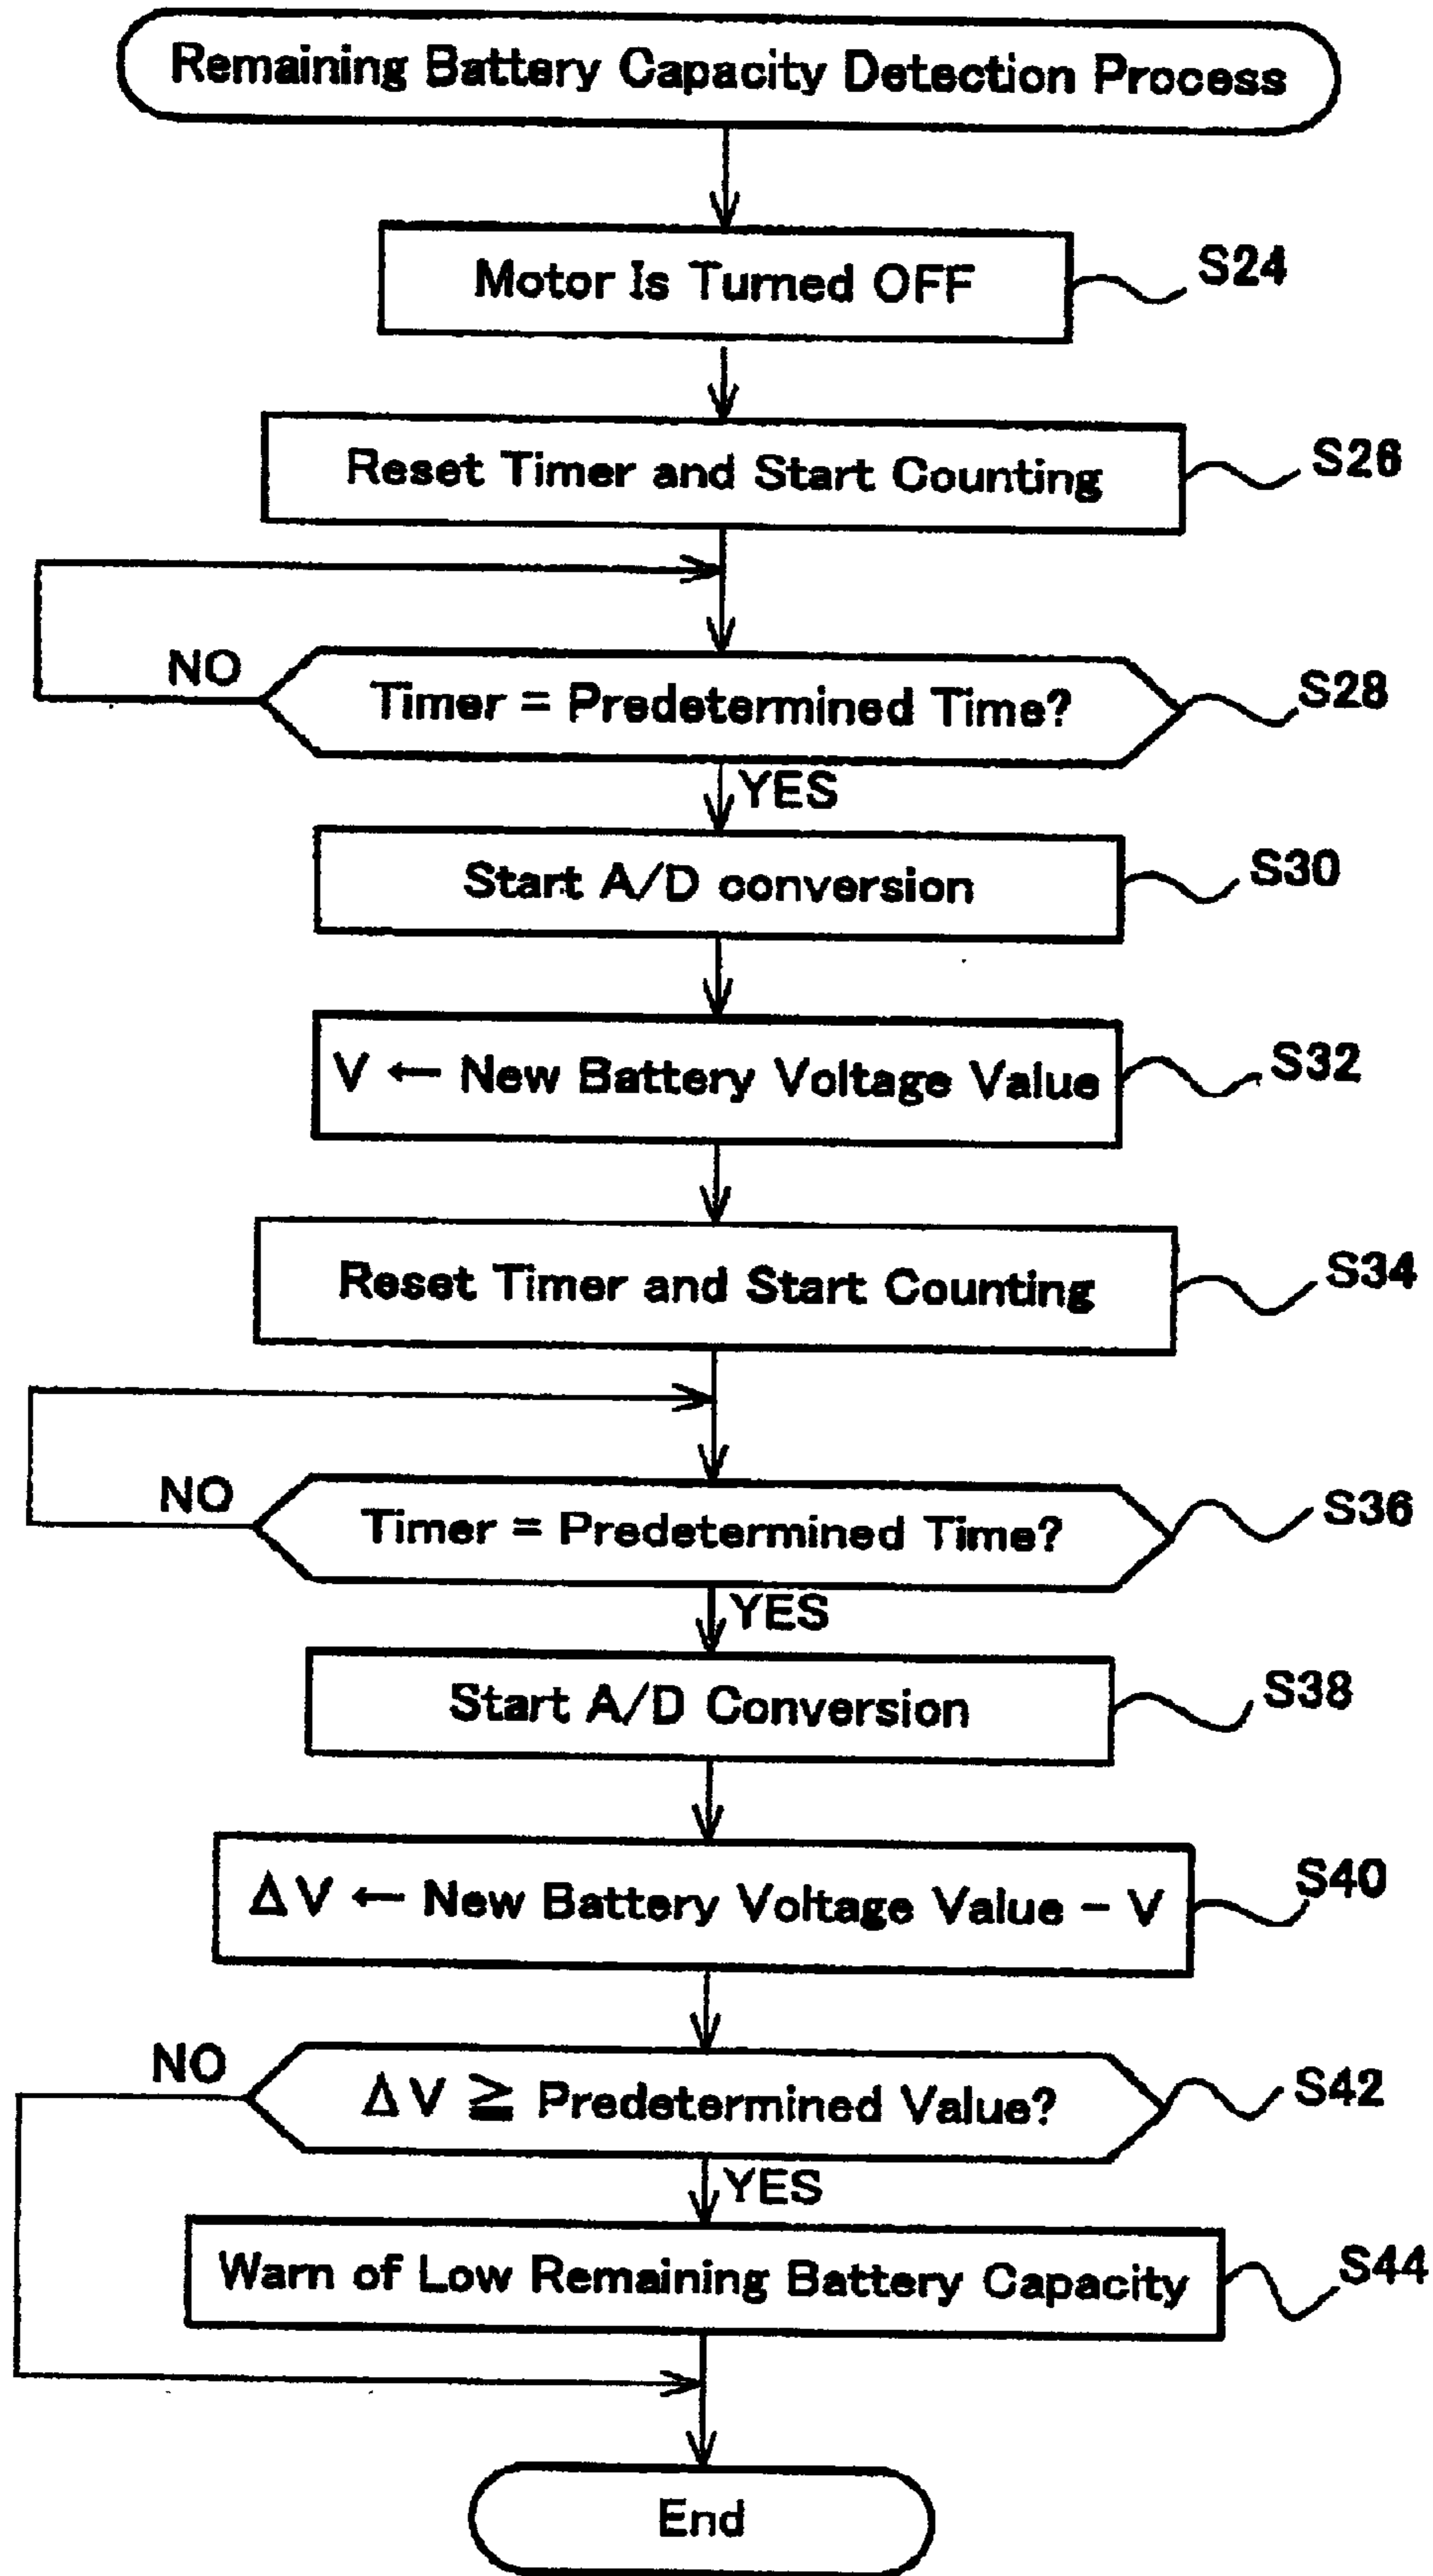 Remaining Battery Capacity Detection Process
Motor Is Turned OFF
S24
Reset Timer and Start Counting
S26
NO
Timer = Predetermined Time?
S28
YES
Start A/D conversion
S30
V ← New Battery Voltage Value
S32
Reset Timer and Start Counting
S34
NO
Timer = Predetermined Time?
S36
YES
Start A/D Conversion
S38
ΔV ← New Battery Voltage Value − V
S40
NO
ΔV ≧ Predetermined Value?
S42
YES
Warn of Low Remaining Battery Capacity
S44
End